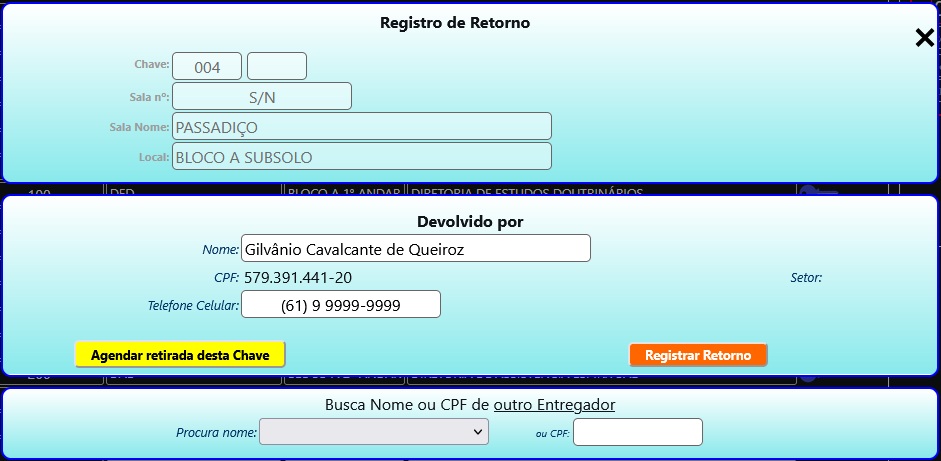 Registro de Retorno
Chave: 004
Sala nº: S/N
Sala Nome: PASSADIÇO
Local: BLOCO A SUBSOLO
DED BLOCO A 1º ANDAR DIRETORIA DE ESTUDOS DOUTRINÁRIOS
Devolvido por
Nome: Gilvânio Cavalcante de Queiroz
CPF: 579.391.441-20 Setor:
Telefone Celular: (61) 9 9999-9999
Agendar retirada desta Chave Registrar Retorno
Busca Nome ou CPF de outro Entregador
Procura nome: ou CPF: